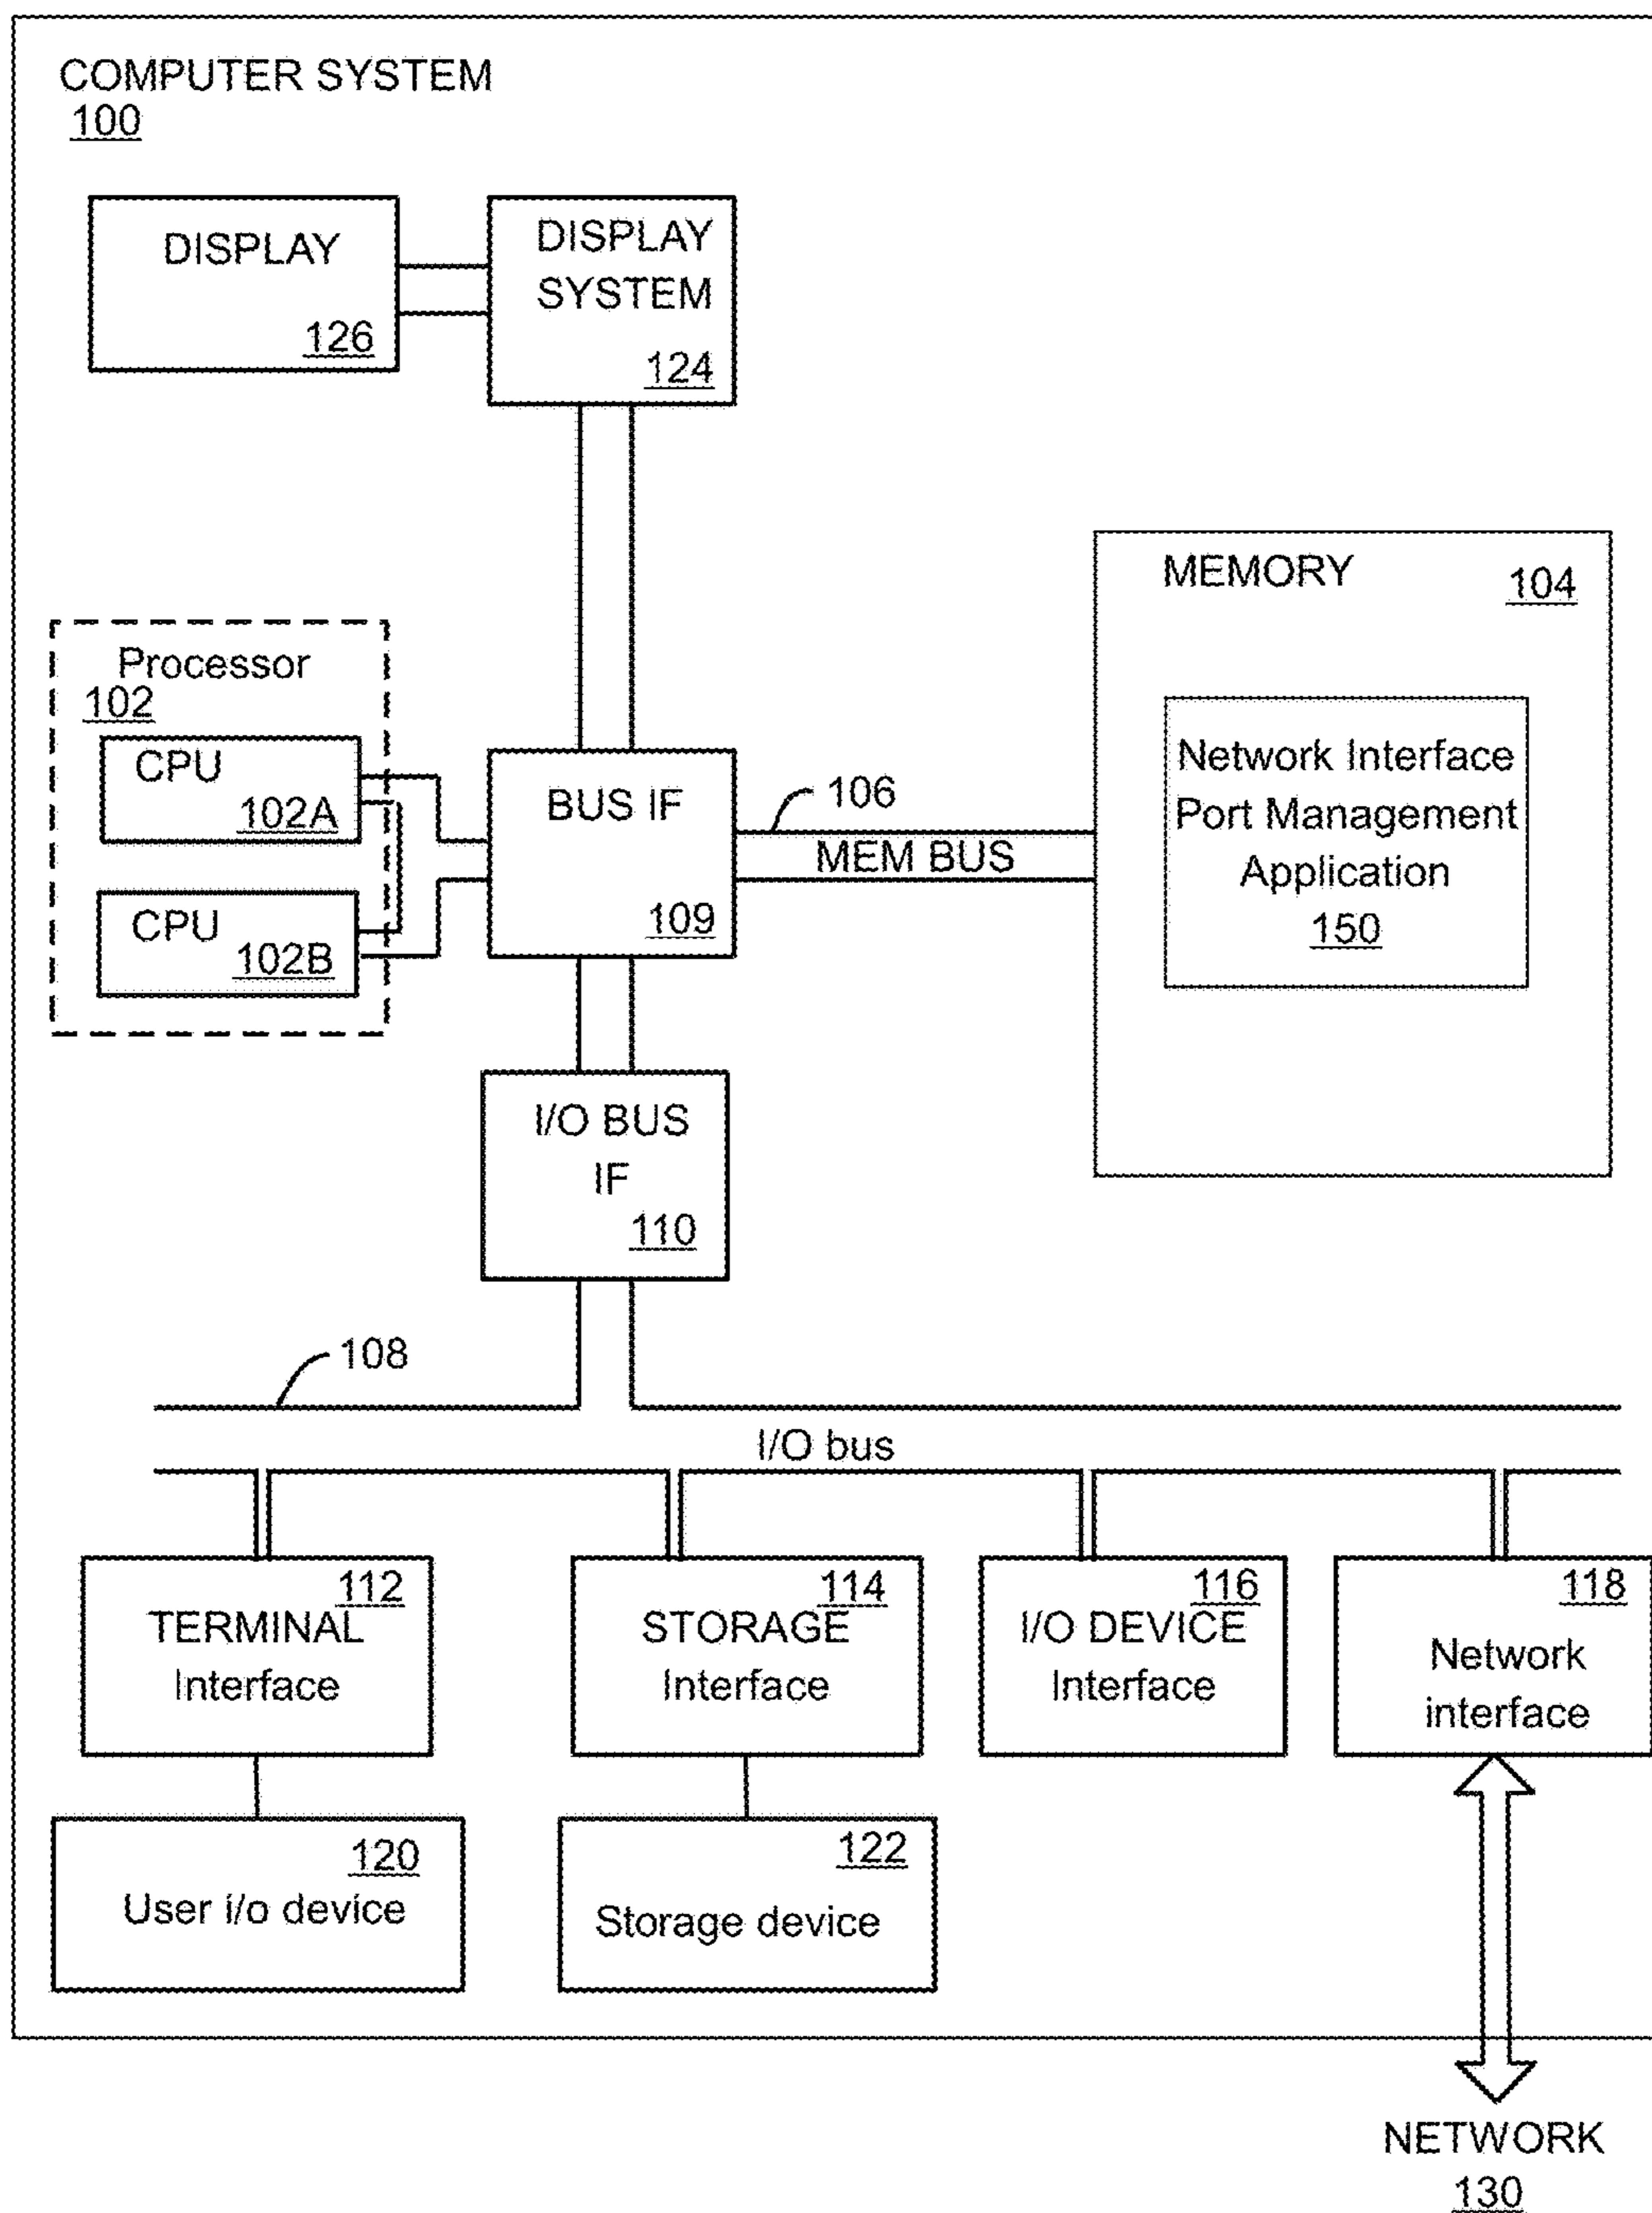 COMPUTER SYSTEM
100
DISPLAY
126
DISPLAY
SYSTEM
124
MEMORY
104
Processor
102
CPU
102A
CPU
102B
BUS IF
109
106
MEM BUS
Network Interface
Port Management
Application
150
I/O BUS
IF
110
108
I/O bus
112
TERMINAL
Interface
114
STORAGE
Interface
116
I/O DEVICE
Interface
118
Network
interface
120
User i/o device
122
Storage device
NETWORK
130